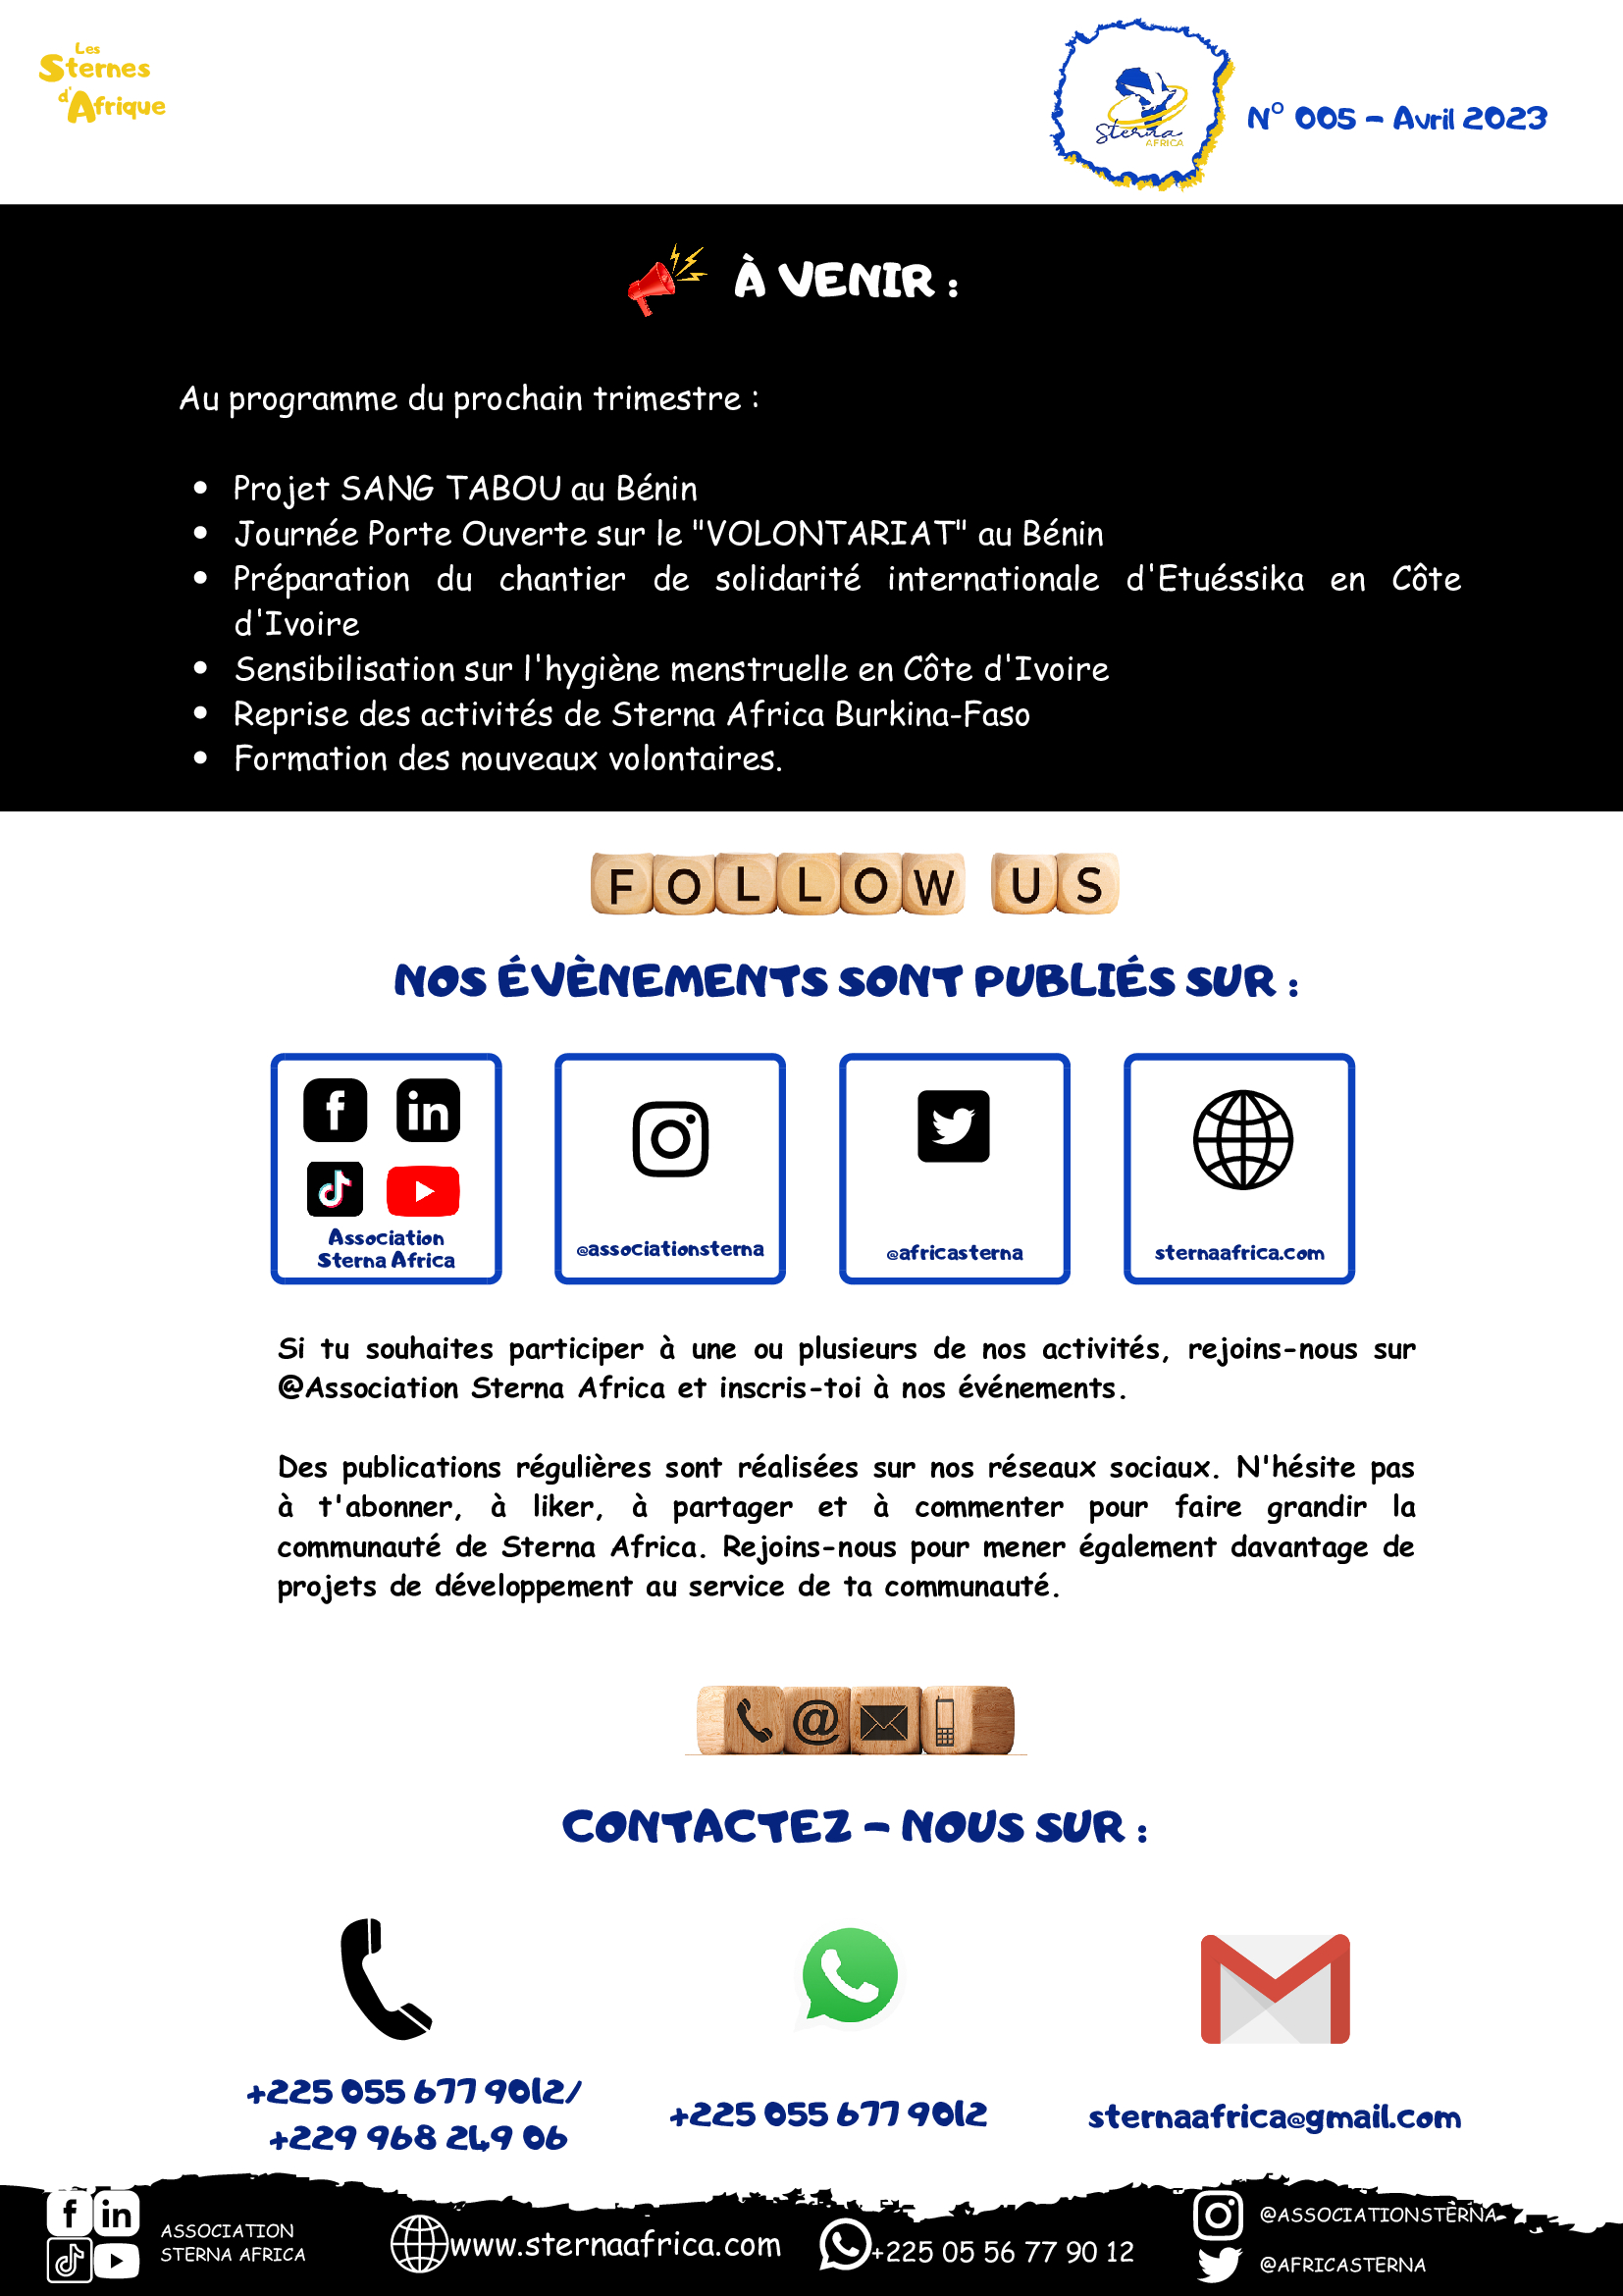 Les
Sternes
d'Afrique
Sterna
AFRICA
N° 005 - Avril 2023
À VENIR :
Au programme du prochain trimestre :
• Projet SANG TABOU au Bénin
• Journée Porte Ouverte sur le "VOLONTARIAT" au Bénin
• Préparation du chantier de solidarité internationale d'Etuéssika en Côte
d'Ivoire
• Sensibilisation sur l'hygiène menstruelle en Côte d'Ivoire
• Reprise des activités de Sterna Africa Burkina-Faso
• Formation des nouveaux volontaires.
FOLLOW US
NOS ÉVÈNEMENTS SONT PUBLIÉS SUR :
Association
Sterna Africa
@associationsterna
@africasterna
sternaafrica.com
Si tu souhaites participer à une ou plusieurs de nos activités, rejoins-nous sur
@Association Sterna Africa et inscris-toi à nos événements.
Des publications régulières sont réalisées sur nos réseaux sociaux. N'hésite pas
à t'abonner, à liker, à partager et à commenter pour faire grandir la
communauté de Sterna Africa. Rejoins-nous pour mener également davantage de
projets de développement au service de ta communauté.
CONTACTEZ - NOUS SUR :
+225 055 677 9012/
+229 968 249 06
+225 055 677 9012
sternaafrica@gmail.com
ASSOCIATION
STERNA AFRICA
www.sternaafrica.com
+225 05 56 77 90 12
@ASSOCIATIONSTERNA
@AFRICASTERNA